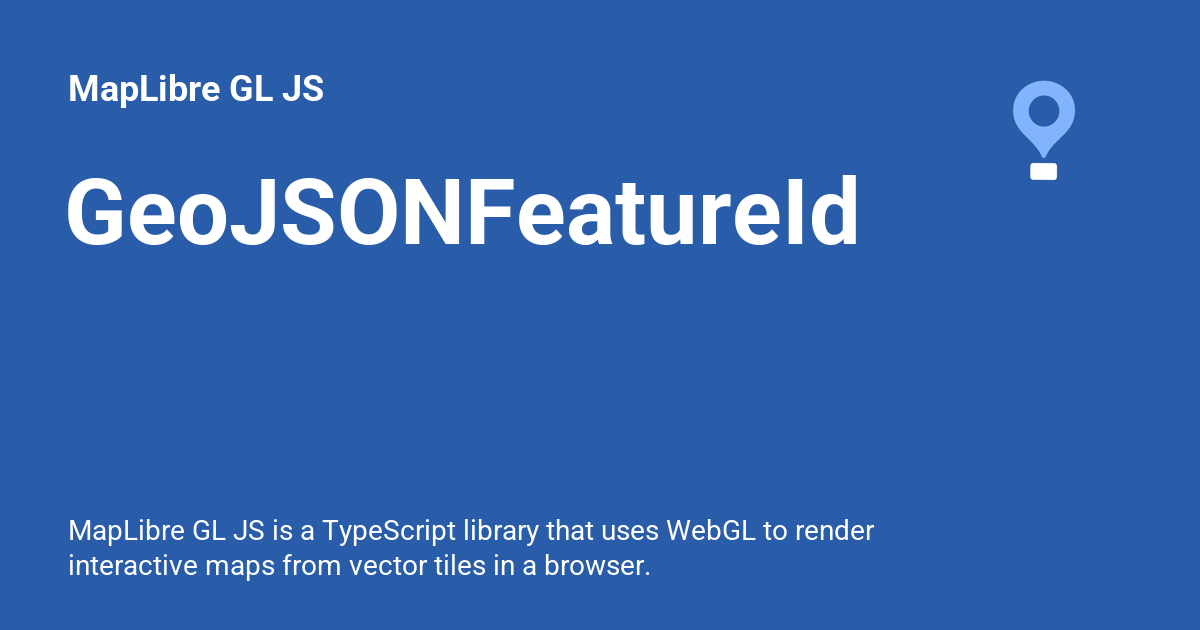 MapLibre GL JS
GeoJSONFeatureId
MapLibre GL JS is a TypeScript library that uses WebGL to render
interactive maps from vector tiles in a browser.